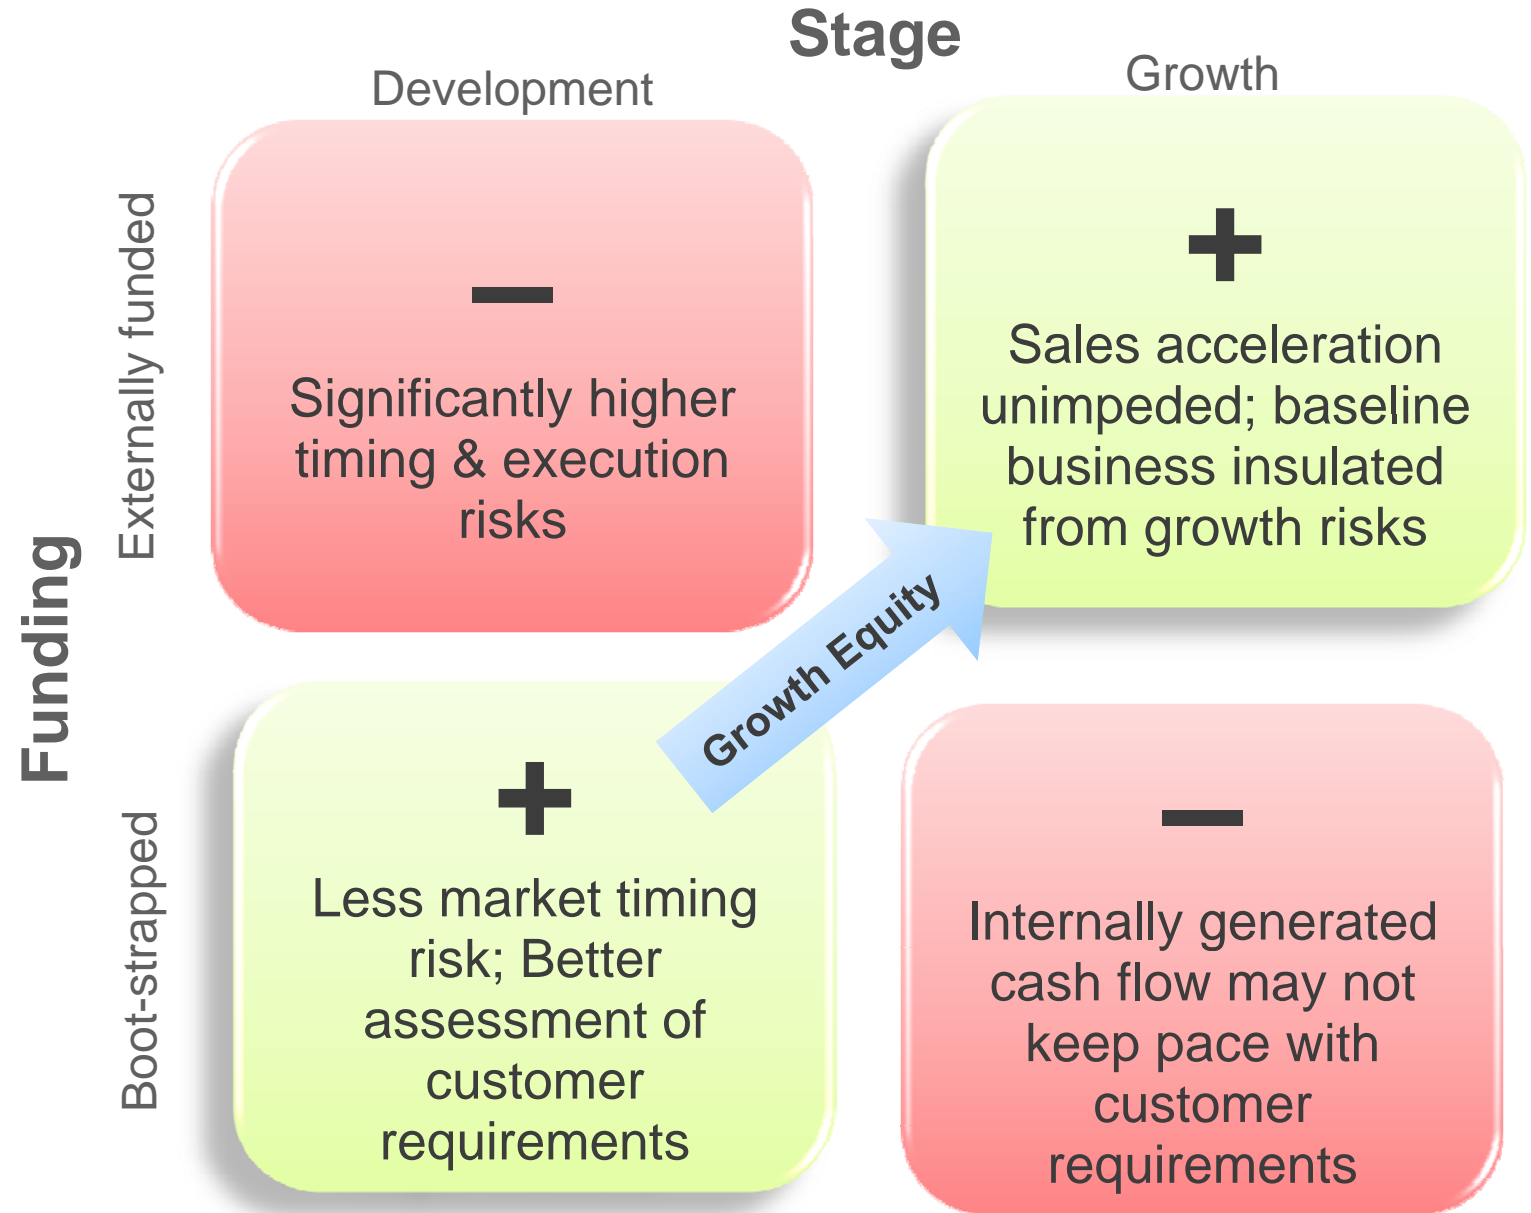 Stage
Development
Growth
Funding
Externally funded
–
Significantly higher
timing & execution
risks
+
Sales acceleration
unimpeded; baseline
business insulated
from growth risks
Growth Equity
Boot-strapped
+
Less market timing
risk; Better
assessment of
customer
requirements
–
Internally generated
cash flow may not
keep pace with
customer
requirements